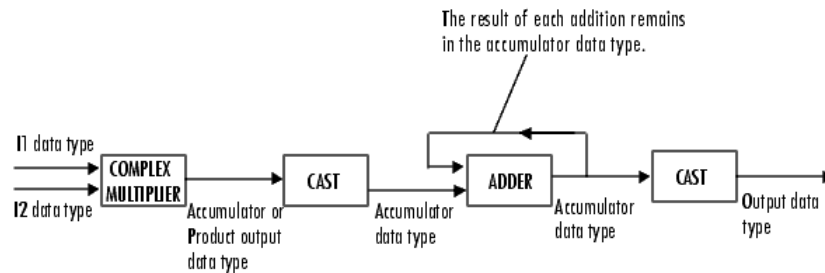 The result of each addition remains
in the accumulator data type.
I1 data type
COMPLEX
MULTIPLIER
I2 data type
Accumulator or
Product output
data type
CAST
Accumulator
data type
ADDER
Accumulator
data type
CAST
Output data
type